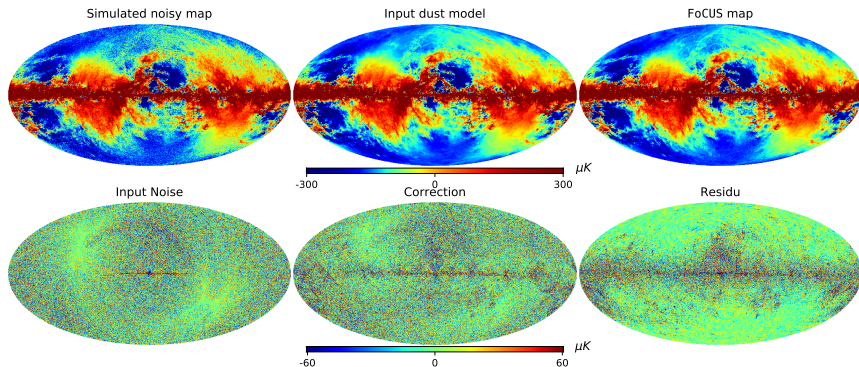 Simulated noisy map
Input dust model
FoCUS map
-300
0
300
μK
Input Noise
Correction
Residu
-60
0
60
μK